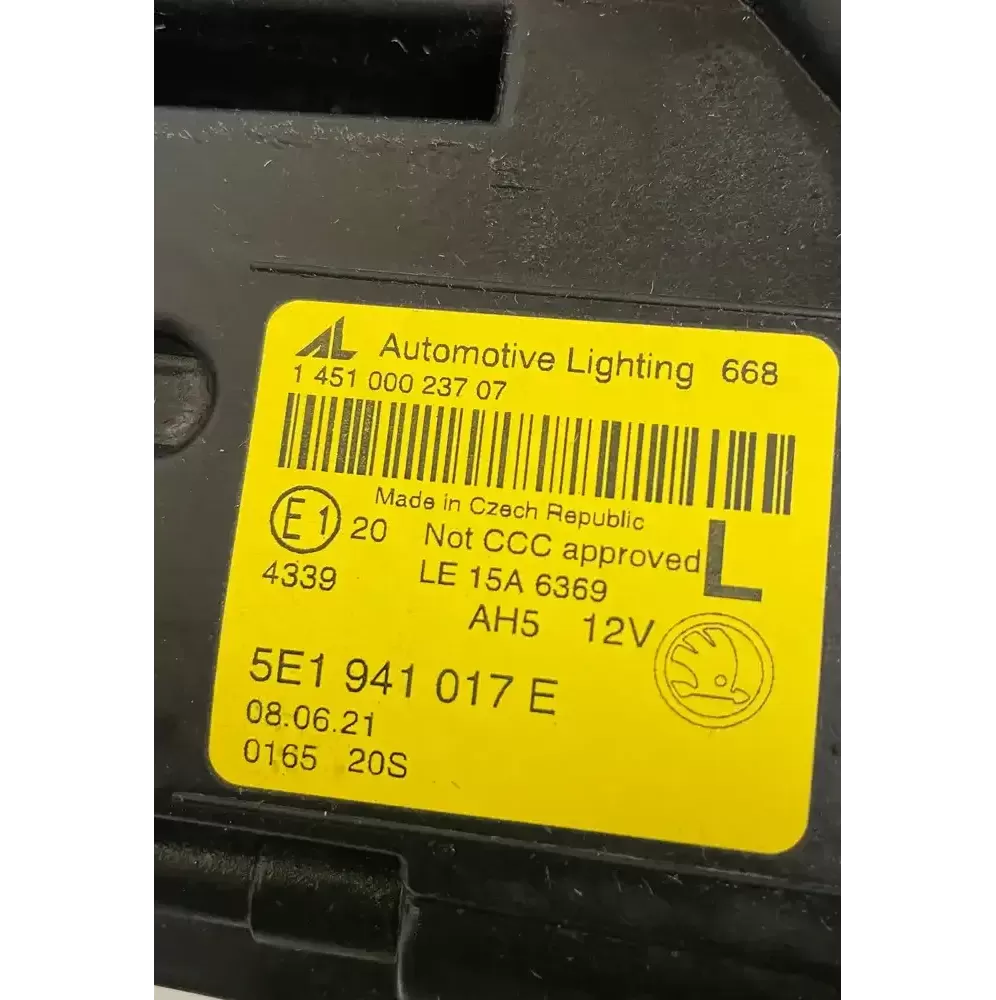 AL Automotive Lighting 668
1 451 000 237 07
Made in Czech Republic
E1 20 Not CCC approved L
4339 LE 15A 6369
AH5 12V
5E1 941 017 E
08.06.21
0165 20S